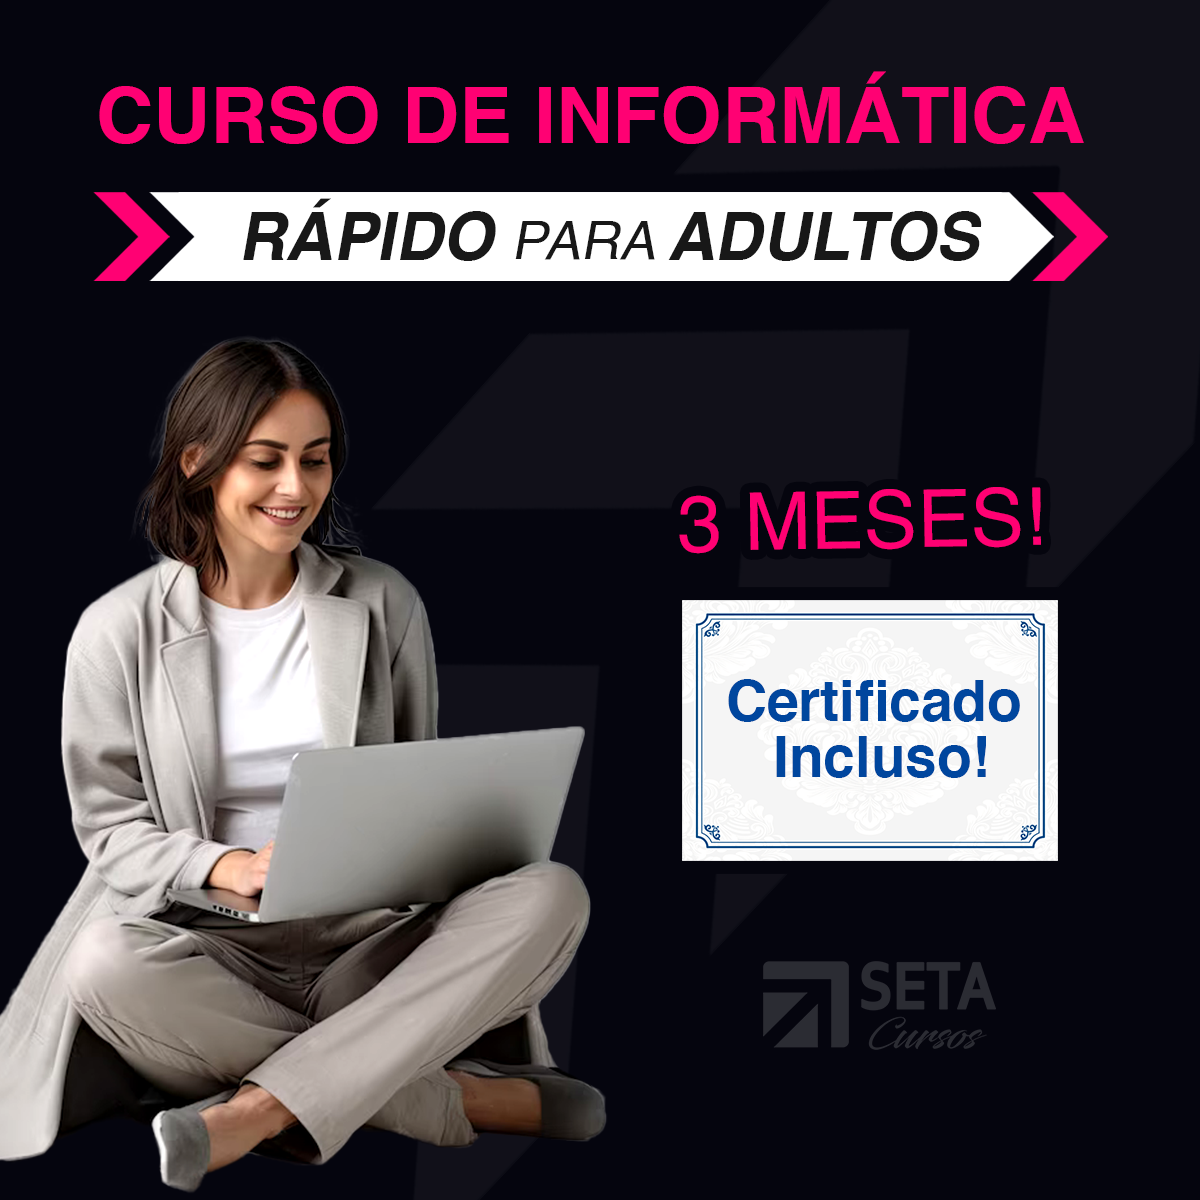 CURSO DE INFORMÁTICA
RÁPIDO PARA ADULTOS
3 MESES!
Certificado
Incluso!
SETA
Cursos